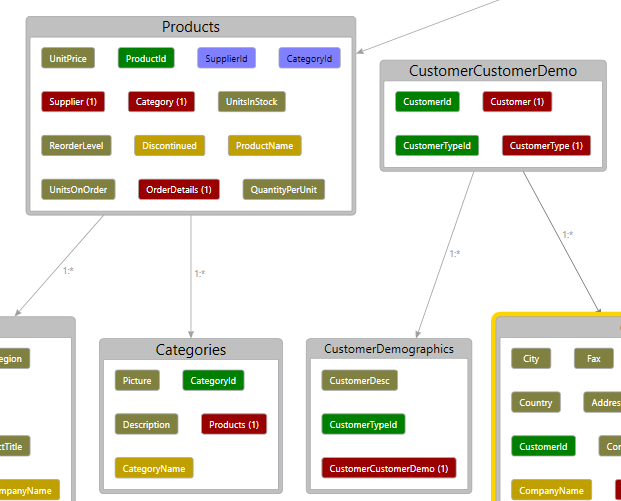 Products
UnitPrice ProductId SupplierId CategoryId
Supplier (1) Category (1) UnitsInStock
ReorderLevel Discontinued ProductName
UnitsOnOrder OrderDetails (1) QuantityPerUnit
CustomerCustomerDemo
CustomerId Customer (1)
CustomerTypeId CustomerType (1)
1:*
1:*
1:*
1:*
Categories
Picture CategoryId
Description Products (1)
CategoryName
CustomerDemographics
CustomerDesc
CustomerTypeId
CustomerCustomerDemo (1)
City Fax
Country Addres
CustomerId
CompanyName
egion
ctTitle
mpanyName